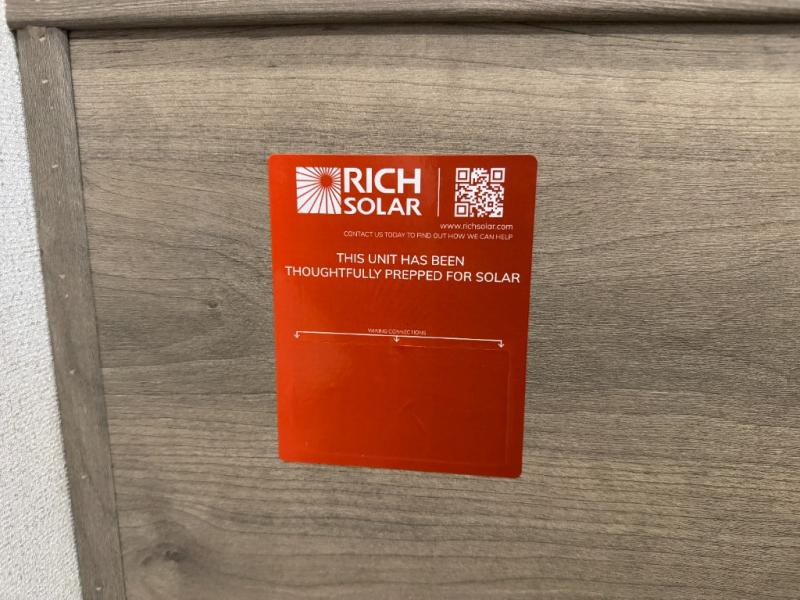 RICH
SOLAR
www.richsolar.com
CONTACT US TODAY TO FIND OUT HOW WE CAN HELP
THIS UNIT HAS BEEN
THOUGHTFULLY PREPPED FOR SOLAR
WIRING CONNECTIONS